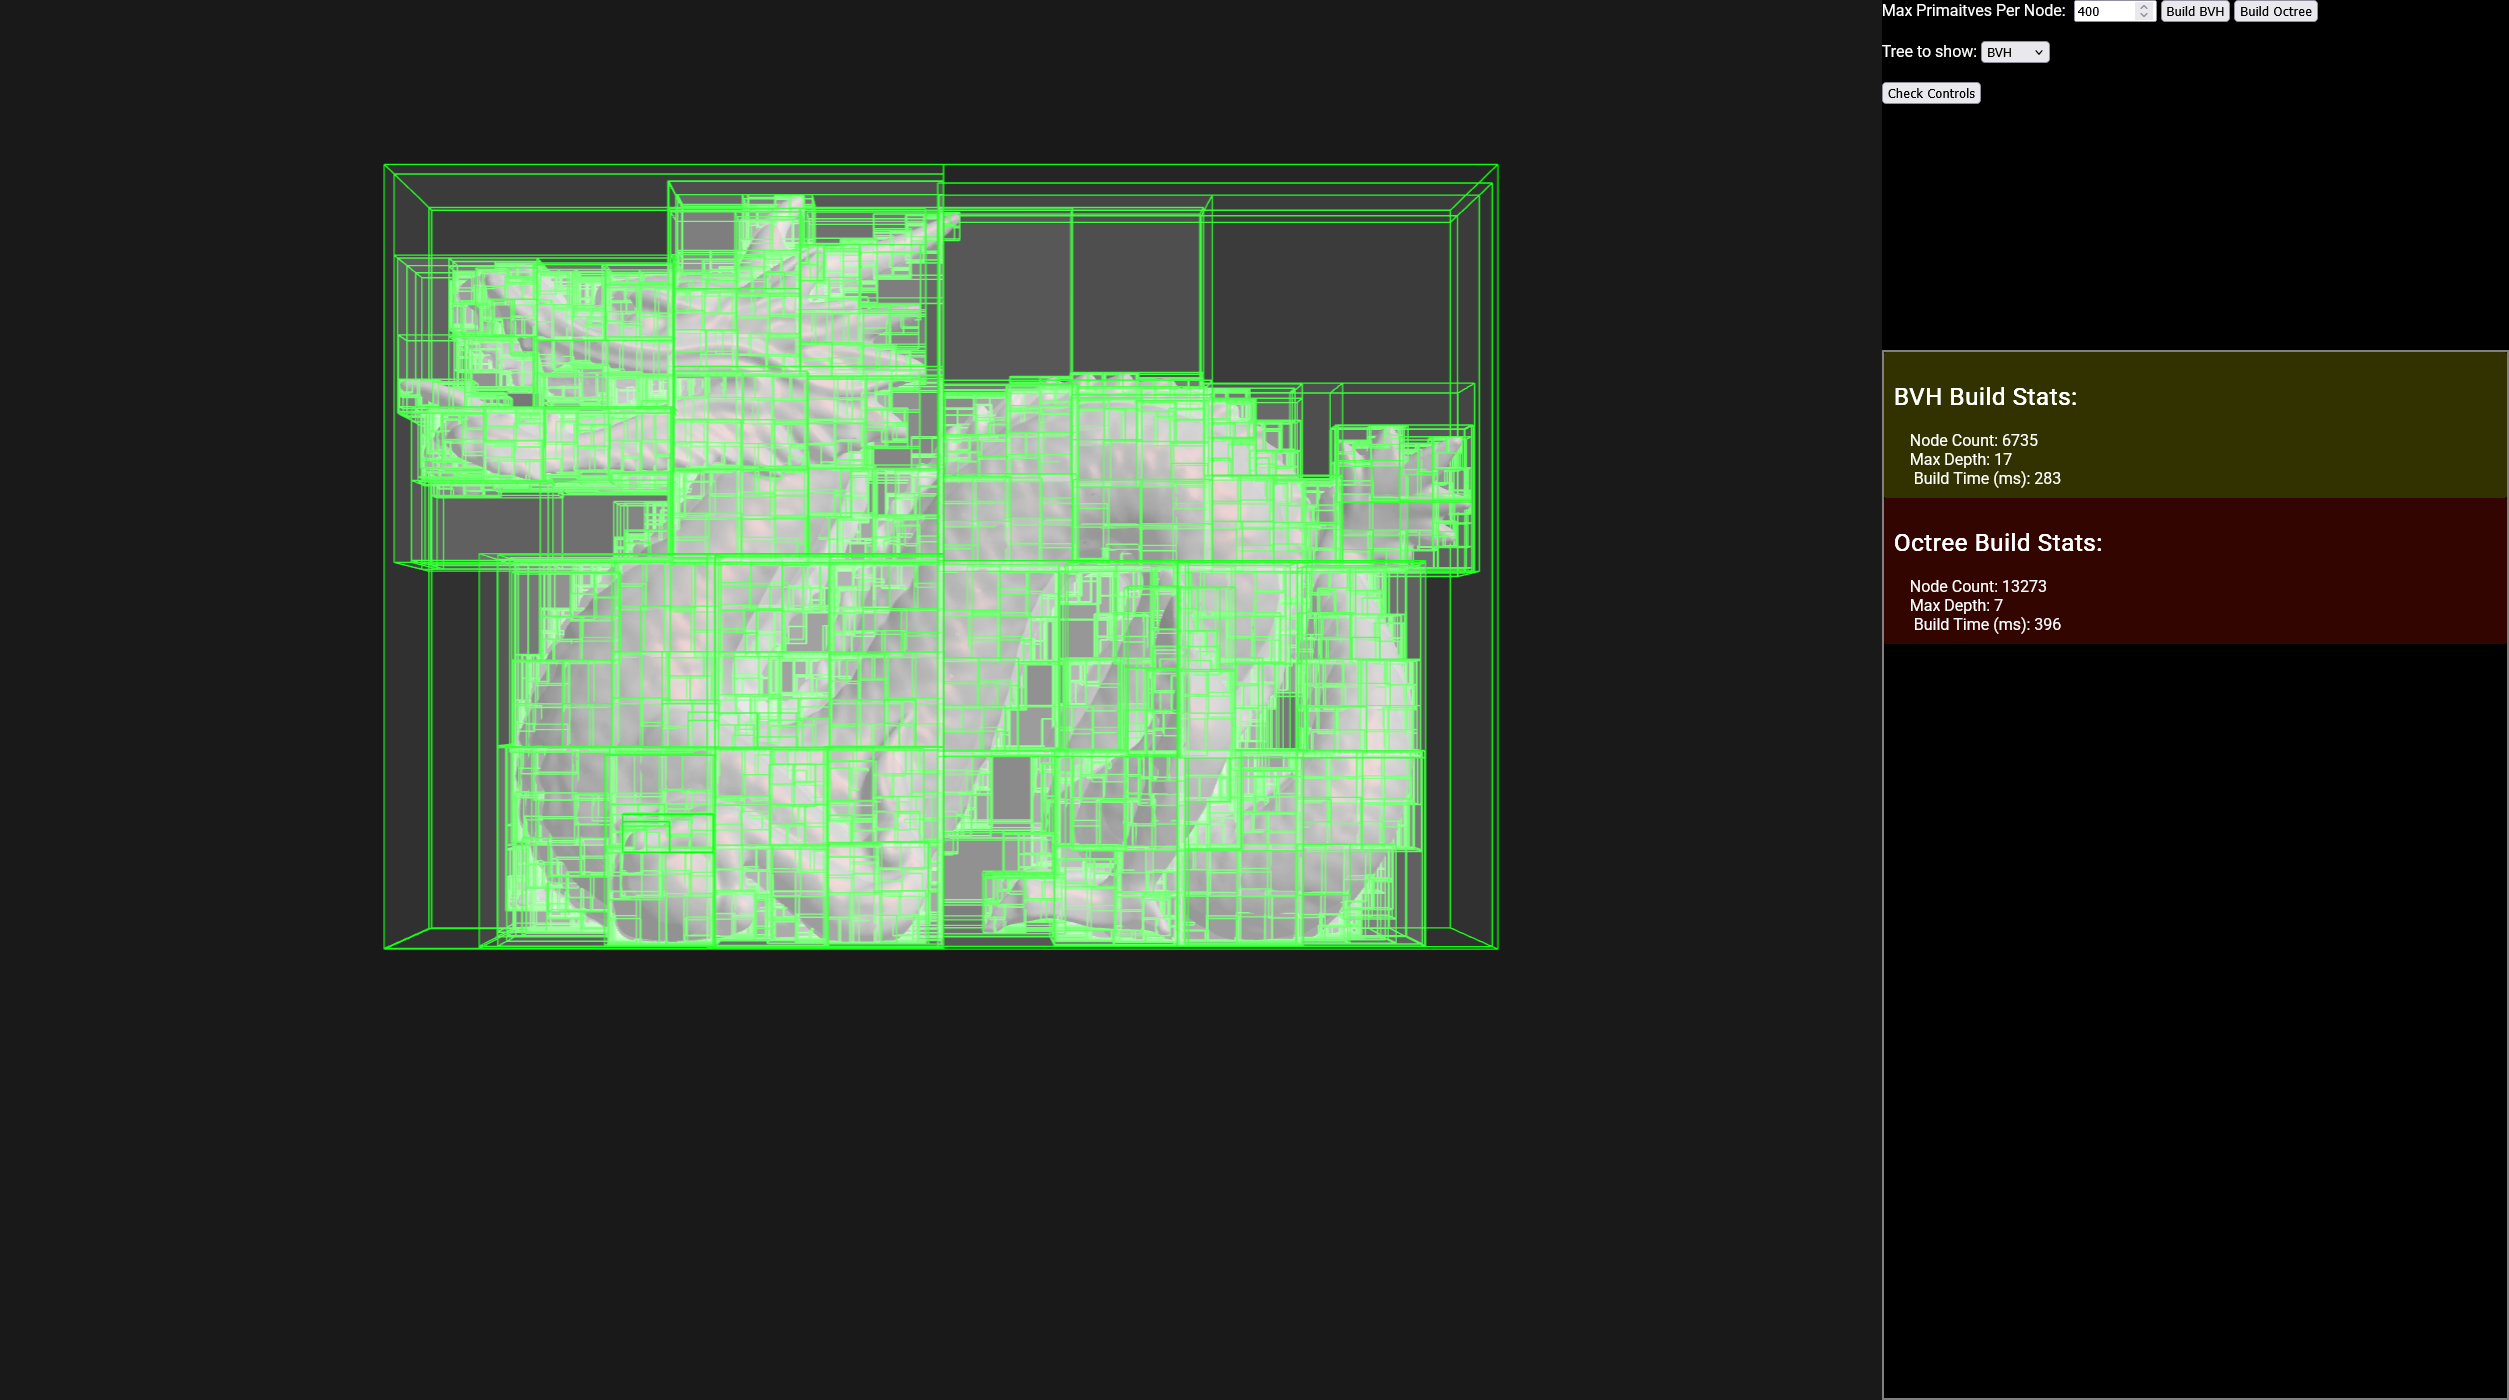 Max Primaitves Per Node: 400 Build BVH Build Octree
Tree to show: BVH
Check Controls
BVH Build Stats:
Node Count: 6735
Max Depth: 17
Build Time (ms): 283
Octree Build Stats:
Node Count: 13273
Max Depth: 7
Build Time (ms): 396